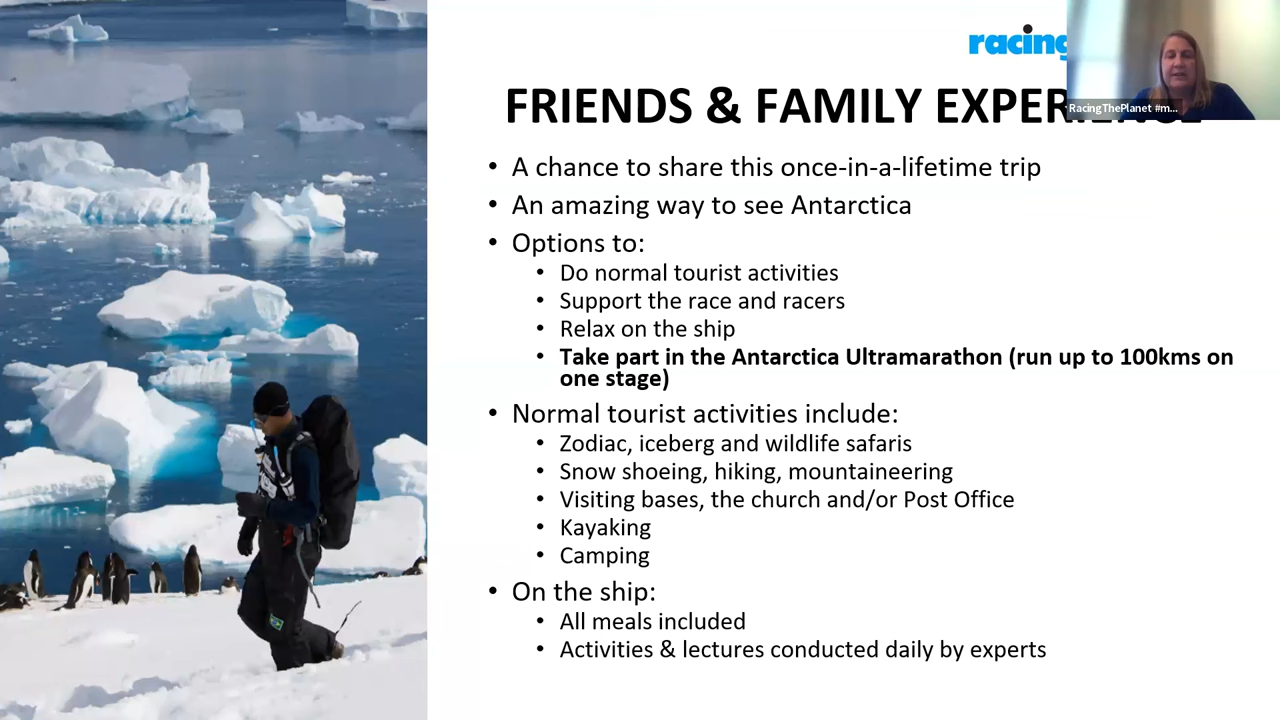 racing
FRIENDS & FAMILY EXPERIENCE
RacingThePlanet #m...
• A chance to share this once-in-a-lifetime trip
• An amazing way to see Antarctica
• Options to:
• Do normal tourist activities
• Support the race and racers
• Relax on the ship
• Take part in the Antarctica Ultramarathon (run up to 100kms on
one stage)
• Normal tourist activities include:
• Zodiac, iceberg and wildlife safaris
• Snow shoeing, hiking, mountaineering
• Visiting bases, the church and/or Post Office
• Kayaking
• Camping
• On the ship:
• All meals included
• Activities & lectures conducted daily by experts